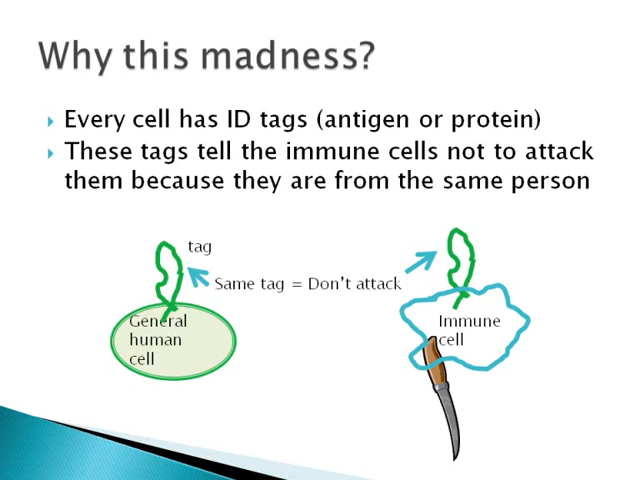 Why this madness?
Every cell has ID tags (antigen or protein)
These tags tell the immune cells not to attack
them because they are from the same person
tag
Same tag = Don't attack
General
human
cell
Immune
cell